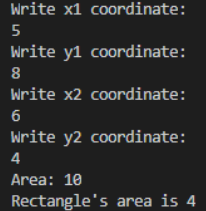 Write x1 coordinate:
5
Write y1 coordinate:
8
Write x2 coordinate:
6
Write y2 coordinate:
4
Area: 10
Rectangle's area is 4